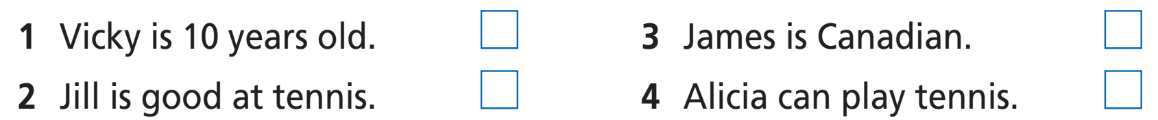 1 Vicky is 10 years old.
2 Jill is good at tennis.
3 James is Canadian.
4 Alicia can play tennis.